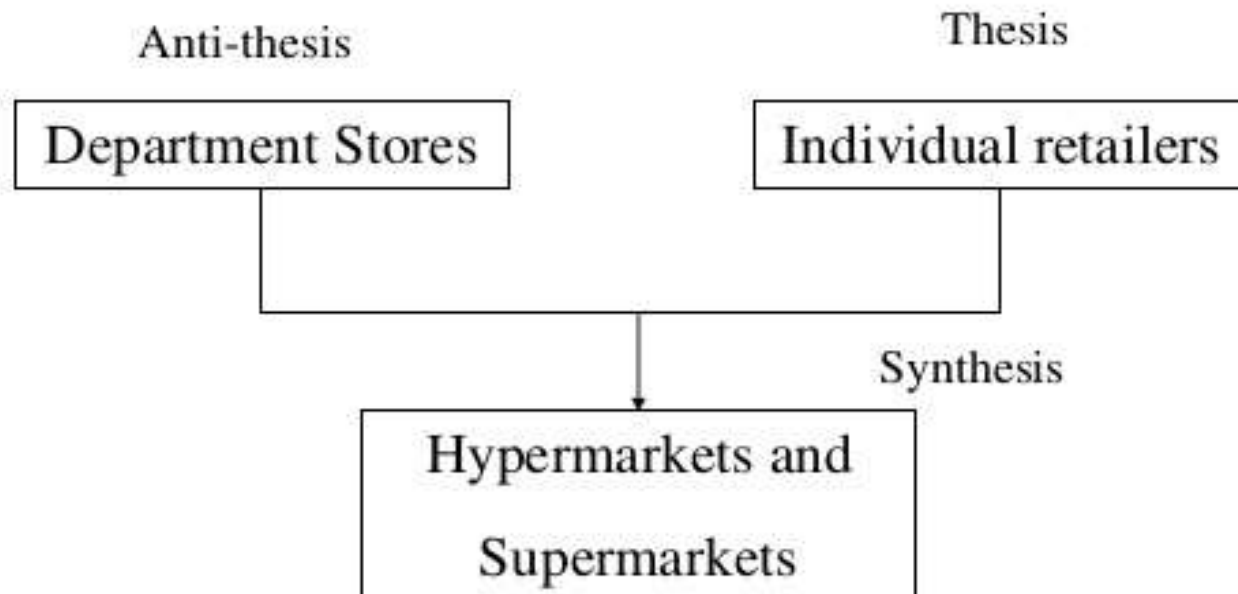 Anti-thesis
Thesis
Department Stores
Individual retailers
Synthesis
Hypermarkets and
Supermarkets